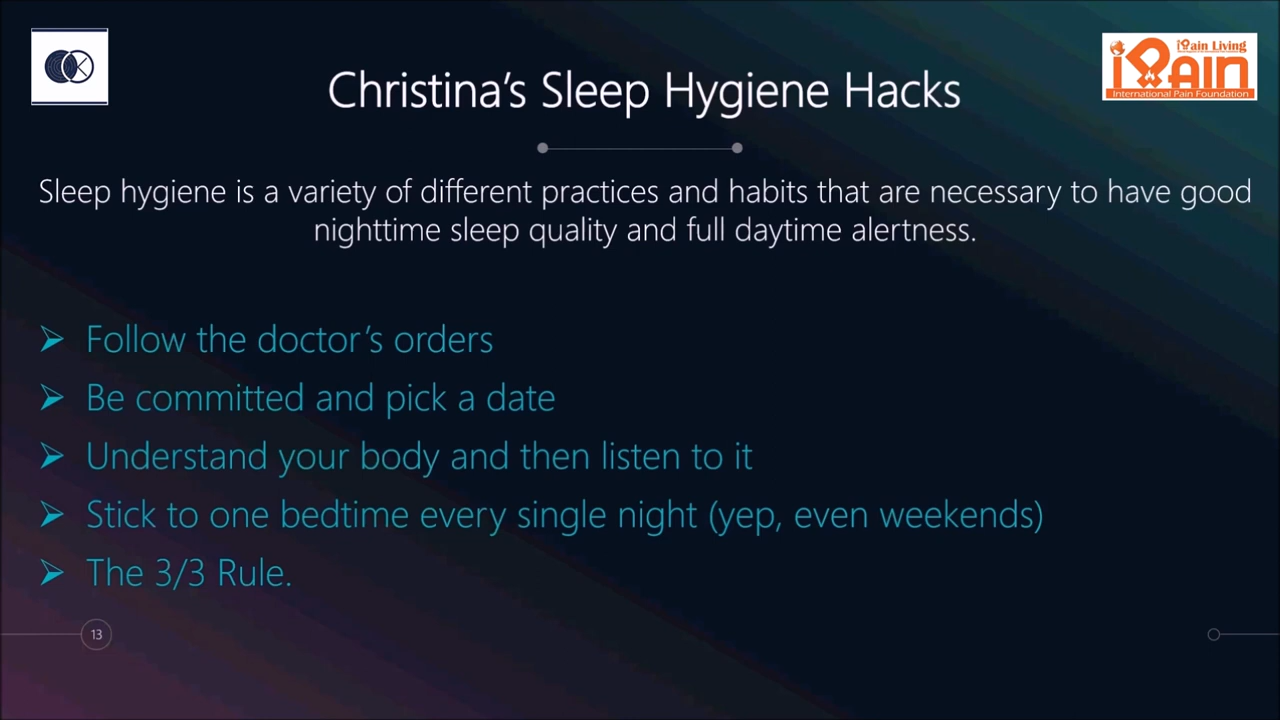 iPain Living
iPain
International Pain Foundation
Christina’s Sleep Hygiene Hacks
Sleep hygiene is a variety of different practices and habits that are necessary to have good
nighttime sleep quality and full daytime alertness.
➢ Follow the doctor’s orders
➢ Be committed and pick a date
➢ Understand your body and then listen to it
➢ Stick to one bedtime every single night (yep, even weekends)
➢ The 3/3 Rule.
13